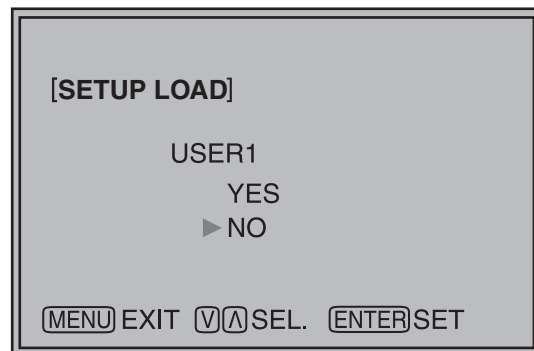 [SETUP LOAD]
USER1
YES
▶ NO
MENU EXIT V Λ SEL. ENTER SET